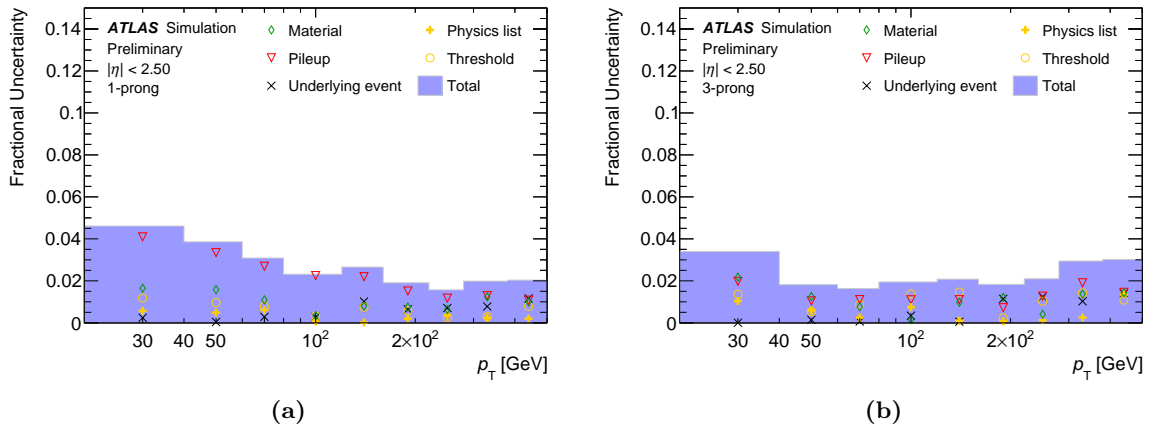 Fractional Uncertainty
0.14
0.12
0.1
0.08
0.06
0.04
0.02
0
ATLAS Simulation
Preliminary
|η| < 2.50
1-prong
Material
Pileup
Underlying event
Physics list
Threshold
Total
30 40 50 10² 2×10²
p_T [GeV]
(a)
Fractional Uncertainty
0.14
0.12
0.1
0.08
0.06
0.04
0.02
0
ATLAS Simulation
Preliminary
|η| < 2.50
3-prong
Material
Pileup
Underlying event
Physics list
Threshold
Total
30 40 50 10² 2×10²
p_T [GeV]
(b)